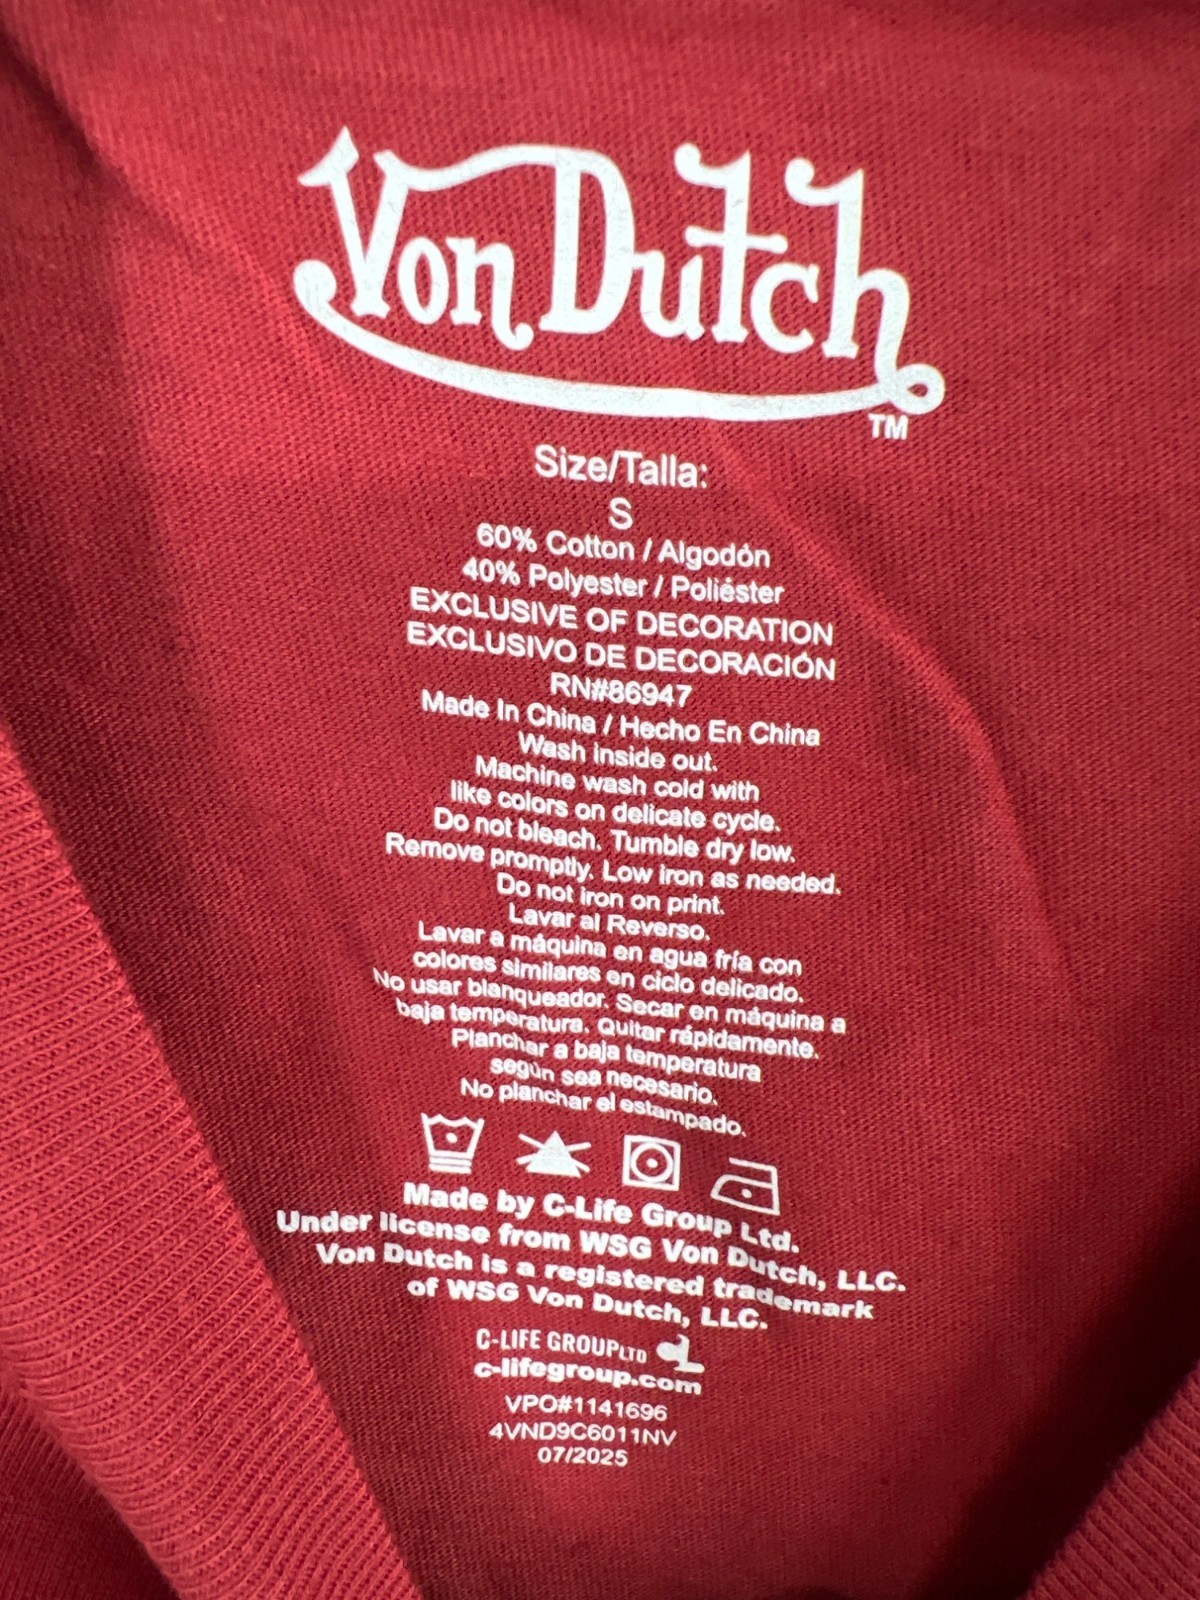 Von Dutch
TM
Size/Talla:
S
60% Cotton / Algodón
40% Polyester / Poliéster
EXCLUSIVE OF DECORATION
EXCLUSIVO DE DECORACIÓN
RN#86947
Made In China / Hecho En China
Wash inside out.
Machine wash cold with
like colors on delicate cycle.
Do not bleach. Tumble dry low.
Remove promptly. Low iron as needed.
Do not iron on print.
Lavar al Reverso.
Lavar a máquina en agua fría con
colores similares en ciclo delicado.
No usar blanqueador. Secar en máquina a
baja temperatura. Quitar rápidamente.
Planchar a baja temperatura
según sea necesario.
No planchar el estampado.
Made by C-Life Group Ltd.
Under license from WSG Von Dutch, LLC.
Von Dutch is a registered trademark
of WSG Von Dutch, LLC.
C-LIFE GROUP LTD
c-lifegroup.com
VPO#1141696
4VND9C6011NV
07/2025